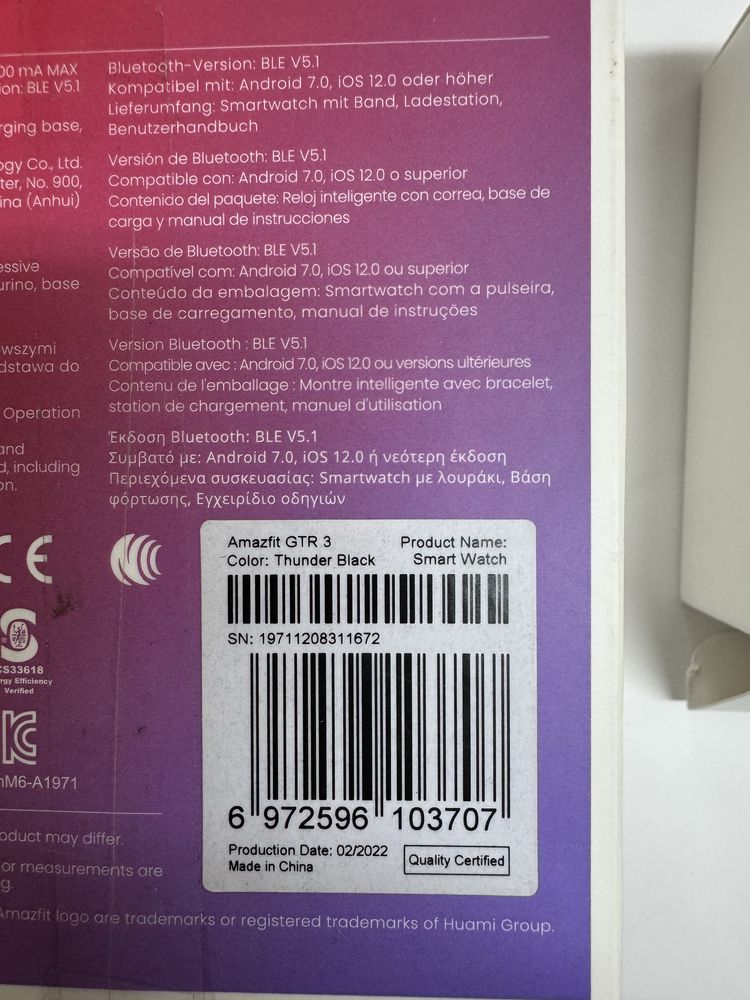 00 mA MAX
ion: BLE V5.1
rging base,
ogy Co., Ltd.
ter, No. 900,
ina (Anhui)
essive
urino, base
wszymi
dstawa do
Operation
and
d, including
on.
Bluetooth-Version: BLE V5.1
Kompatibel mit: Android 7.0, iOS 12.0 oder höher
Lieferumfang: Smartwatch mit Band, Ladestation,
Benutzerhandbuch
Versión de Bluetooth: BLE V5.1
Compatible con: Android 7.0, iOS 12.0 o superior
Contenido del paquete: Reloj inteligente con correa, base de
carga y manual de instrucciones
Versão de Bluetooth: BLE V5.1
Compatível com: Android 7.0, iOS 12.0 ou superior
Conteúdo da embalagem: Smartwatch com a pulseira,
base de carregamento, manual de instruções
Version Bluetooth : BLE V5.1
Compatible avec : Android 7.0, iOS 12.0 ou versions ultérieures
Contenu de l'emballage : Montre intelligente avec bracelet,
station de chargement, manuel d'utilisation
Έκδοση Bluetooth: BLE V5.1
Συμβατό με: Android 7.0, iOS 12.0 ή νεότερη έκδοση
Περιεχόμενα συσκευασίας: Smartwatch με λουράκι, Βάση
φόρτωσης, Εγχειρίδιο οδηγιών
CE
CS33618
rgy Efficiency
Verified
nM6-A1971
Amazfit GTR 3
Color: Thunder Black
Product Name:
Smart Watch
SN: 19711208311672
6 972596 103707
Production Date: 02/2022
Made in China
Quality Certified
oduct may differ.
or measurements are
g.
Amazfit logo are trademarks or registered trademarks of Huami Group.